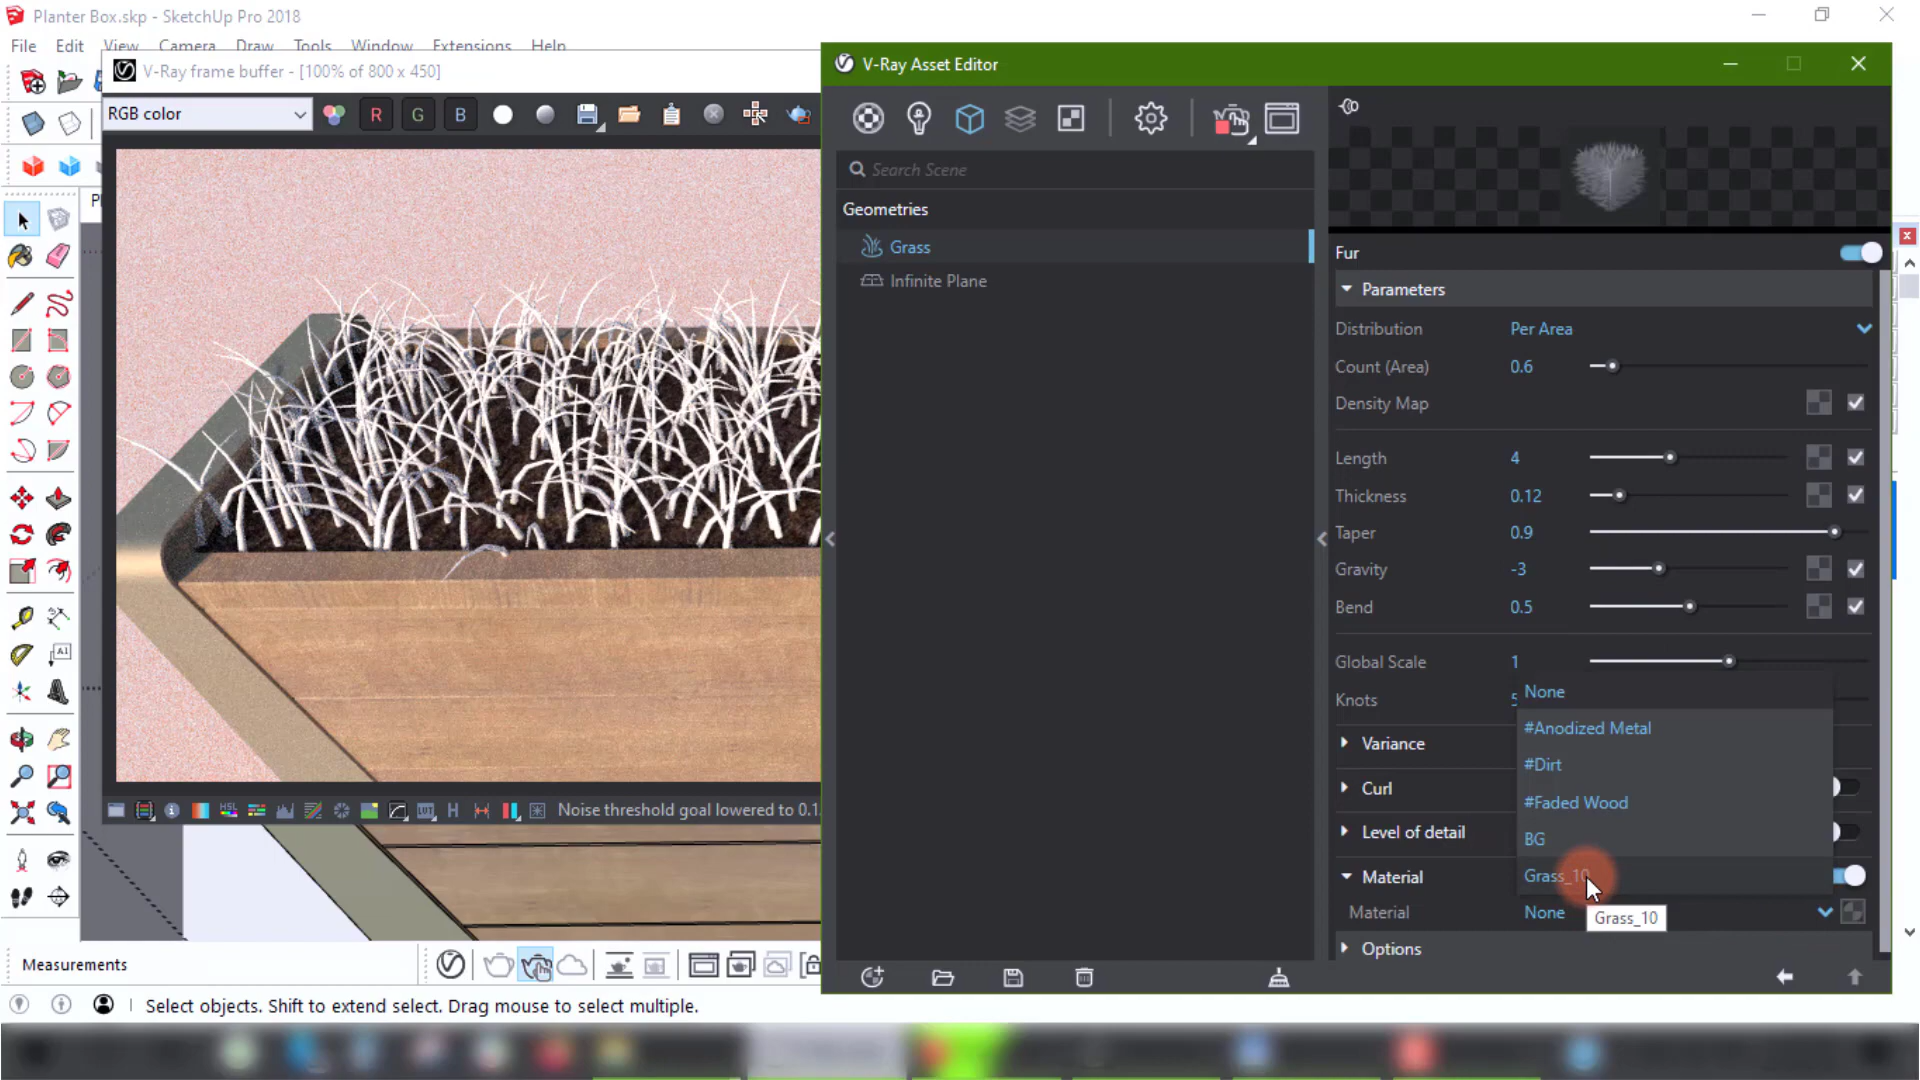 Planter Box.skp - SketchUp Pro 2018
File Edit View Camera Draw Tools Window Extensions Help
V-Ray frame buffer - [100% of 800 x 450]
RGB color
R G B
Noise threshold goal lowered to 0.1
HSL
LUT
H
A1
Measurements
Select objects. Shift to extend select. Drag mouse to select multiple.
V-Ray Asset Editor
Search Scene
Geometries
Grass
Infinite Plane
Fur
Parameters
Distribution Per Area
Count (Area) 0.6
Density Map
Length 4
Thickness 0.12
Taper 0.9
Gravity -3
Bend 0.5
Global Scale 1
Knots 5
None
#Anodized Metal
#Dirt
#Faded Wood
BG
Grass_10
Variance
Curl
Level of detail
Material
Material None
Grass_10
Options